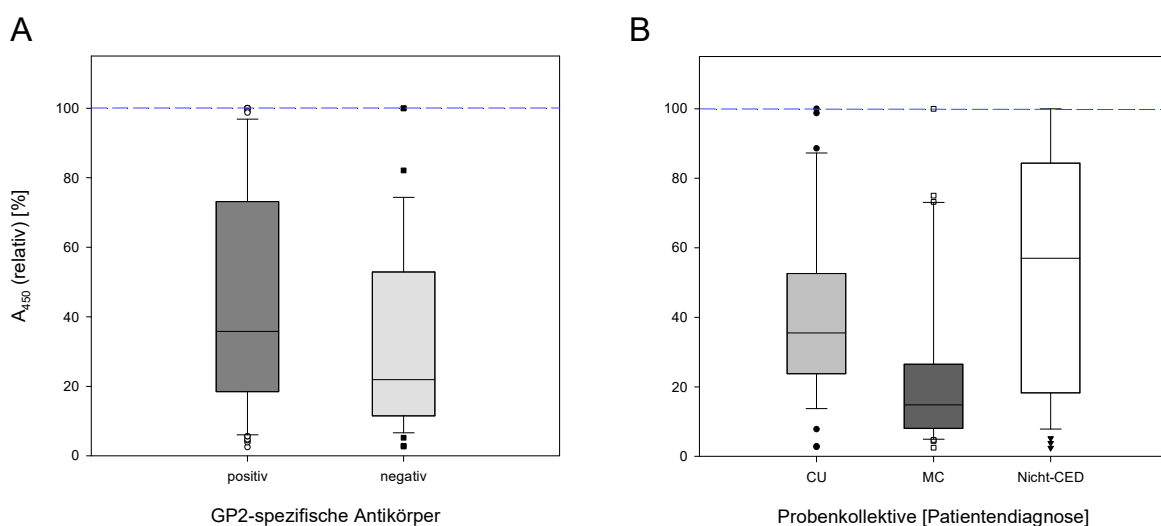 A
B
A450 (relativ) [%]
100
80
60
40
20
0
positiv
negativ
GP2-spezifische Antikörper
100
80
60
40
20
0
CU
MC
Nicht-CED
Probenkollektive [Patientendiagnose]